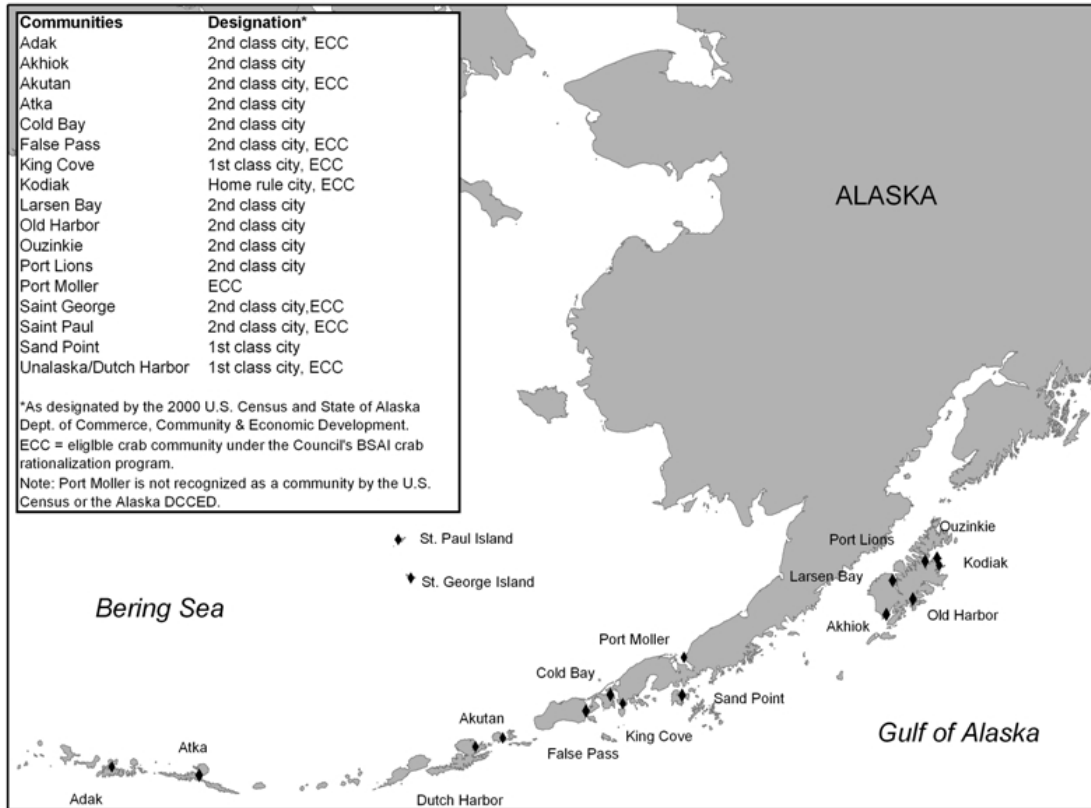 Communities Designation*
Adak 2nd class city, ECC
Akhiok 2nd class city
Akutan 2nd class city, ECC
Atka 2nd class city
Cold Bay 2nd class city
False Pass 2nd class city, ECC
King Cove 1st class city, ECC
Kodiak Home rule city, ECC
Larsen Bay 2nd class city
Old Harbor 2nd class city
Ouzinkie 2nd class city
Port Lions 2nd class city
Port Moller ECC
Saint George 2nd class city,ECC
Saint Paul 2nd class city, ECC
Sand Point 1st class city
Unalaska/Dutch Harbor 1st class city, ECC
*As designated by the 2000 U.S. Census and State of Alaska
Dept. of Commerce, Community & Economic Development.
ECC = eliglble crab community under the Council's BSAI crab
rationalization program.
Note: Port Moller is not recognized as a community by the U.S.
Census or the Alaska DCCED.
ALASKA
Ouzinkie
Port Lions
Kodiak
Larsen Bay
Old Harbor
Akhiok
St. Paul Island
St. George Island
Bering Sea
Port Moller
Cold Bay
Sand Point
King Cove
False Pass
Gulf of Alaska
Akutan
Atka
Adak
Dutch Harbor